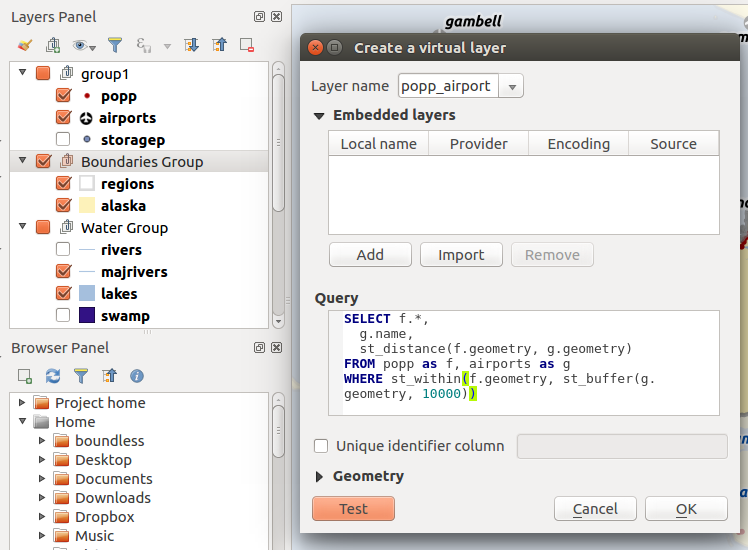 Layers Panel
group1
popp
airports
storagep
Boundaries Group
regions
alaska
Water Group
rivers
majrivers
lakes
swamp
Browser Panel
Project home
Home
boundless
Desktop
Documents
Downloads
Dropbox
Music
gambell
Create a virtual layer
Layer name popp_airport
Embedded layers
Local name Provider Encoding Source
Add Import Remove
Query
SELECT f.*,
g.name,
st_distance(f.geometry, g.geometry)
FROM popp as f, airports as g
WHERE st_within(f.geometry, st_buffer(g.
geometry, 10000))
Unique identifier column
Geometry
Test Cancel OK